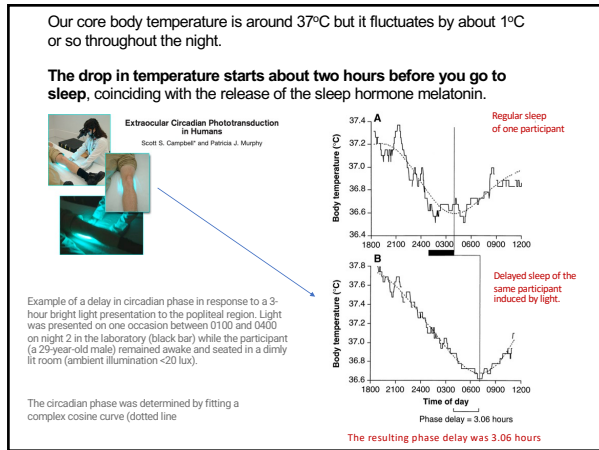 Our core body temperature is around 37°C but it fluctuates by about 1°C
or so throughout the night.
The drop in temperature starts about two hours before you go to
sleep, coinciding with the release of the sleep hormone melatonin.
Extraocular Circadian Phototransduction
in Humans
Scott S. Campbell* and Patricia J. Murphy
Example of a delay in circadian phase in response to a 3-
hour bright light presentation to the popliteal region. Light
was presented on one occasion between 0100 and 0400
on night 2 in the laboratory (black bar) while the participant
(a 29-year-old male) remained awake and seated in a dimly
lit room (ambient illumination <20 lux).
The circadian phase was determined by fitting a
complex cosine curve (dotted line
A
Regular sleep
of one participant
Body temperature (°C)
37.4
37.2
37.0
36.8
36.6
36.4
1800 2100 2400 0300 0600 0900 1200
B
Delayed sleep of the
same participant
induced by light.
Body temperature (°C)
37.8
37.6
37.4
37.2
37.0
36.8
36.6
1800 2100 2400 0300 0600 0900 1200
Time of day
Phase delay = 3.06 hours
The resulting phase delay was 3.06 hours